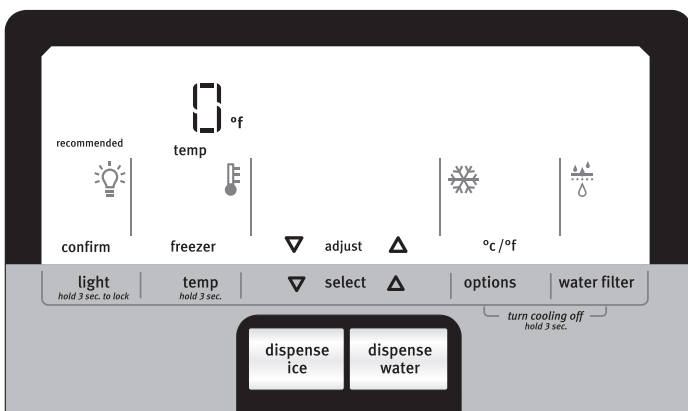 0 °f
recommended
temp
confirm
freezer
adjust
°c/°f
light
hold 3 sec. to lock
temp
hold 3 sec.
select
options
water filter
turn cooling off
hold 3 sec.
dispense
ice
dispense
water